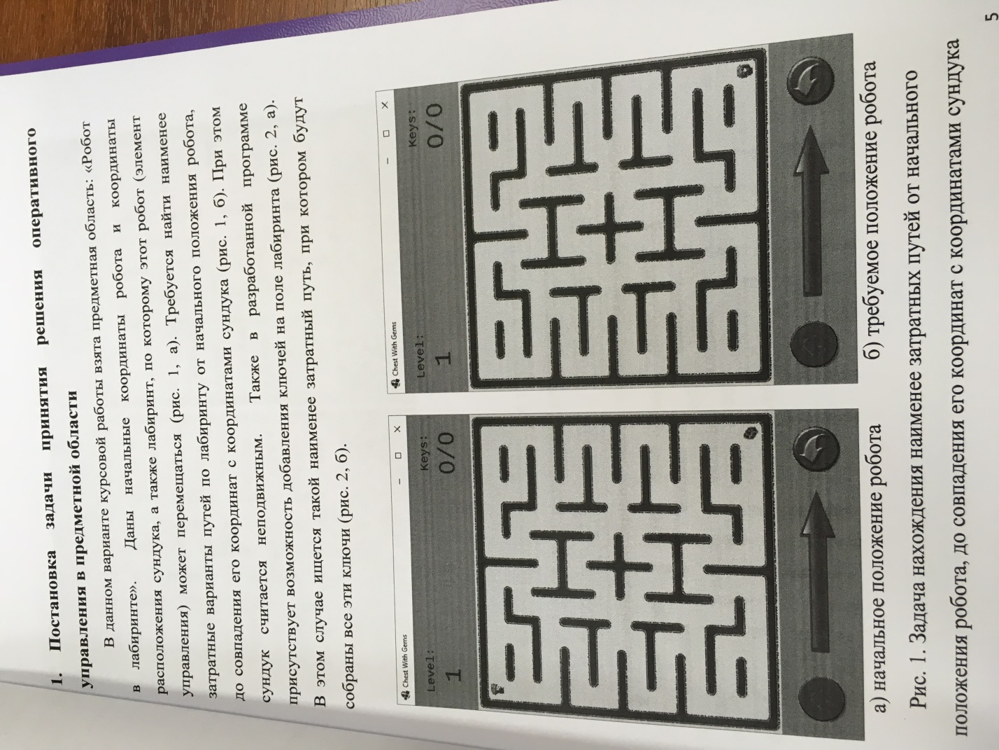 1. Постановка задачи принятия решения оперативного
управления в предметной области
В данном варианте курсовой работы взята предметная область: «Робот
в лабиринте». Даны начальные координаты робота и координаты
расположения сундука, а также лабиринт, по которому этот робот (элемент
управления) может перемещаться (рис. 1, а). Требуется найти наименее
затратные варианты путей по лабиринту от начального положения робота,
до совпадения его координат с координатами сундука (рис. 1, б). При этом
сундук считается неподвижным. Также в разработанной программе
присутствует возможность добавления ключей на поле лабиринта (рис. 2, а).
В этом случае ищется такой наименее затратный путь, при котором будут
собраны все эти ключи (рис. 2, б).
Chest With Gems
Level:
1
Keys:
0/0
Chest With Gems
Level:
1
Keys:
0/0
а) начальное положение робота
б) требуемое положение робота
Рис. 1. Задача нахождения наименее затратных путей от начального
положения робота, до совпадения его координат с координатами сундука
5